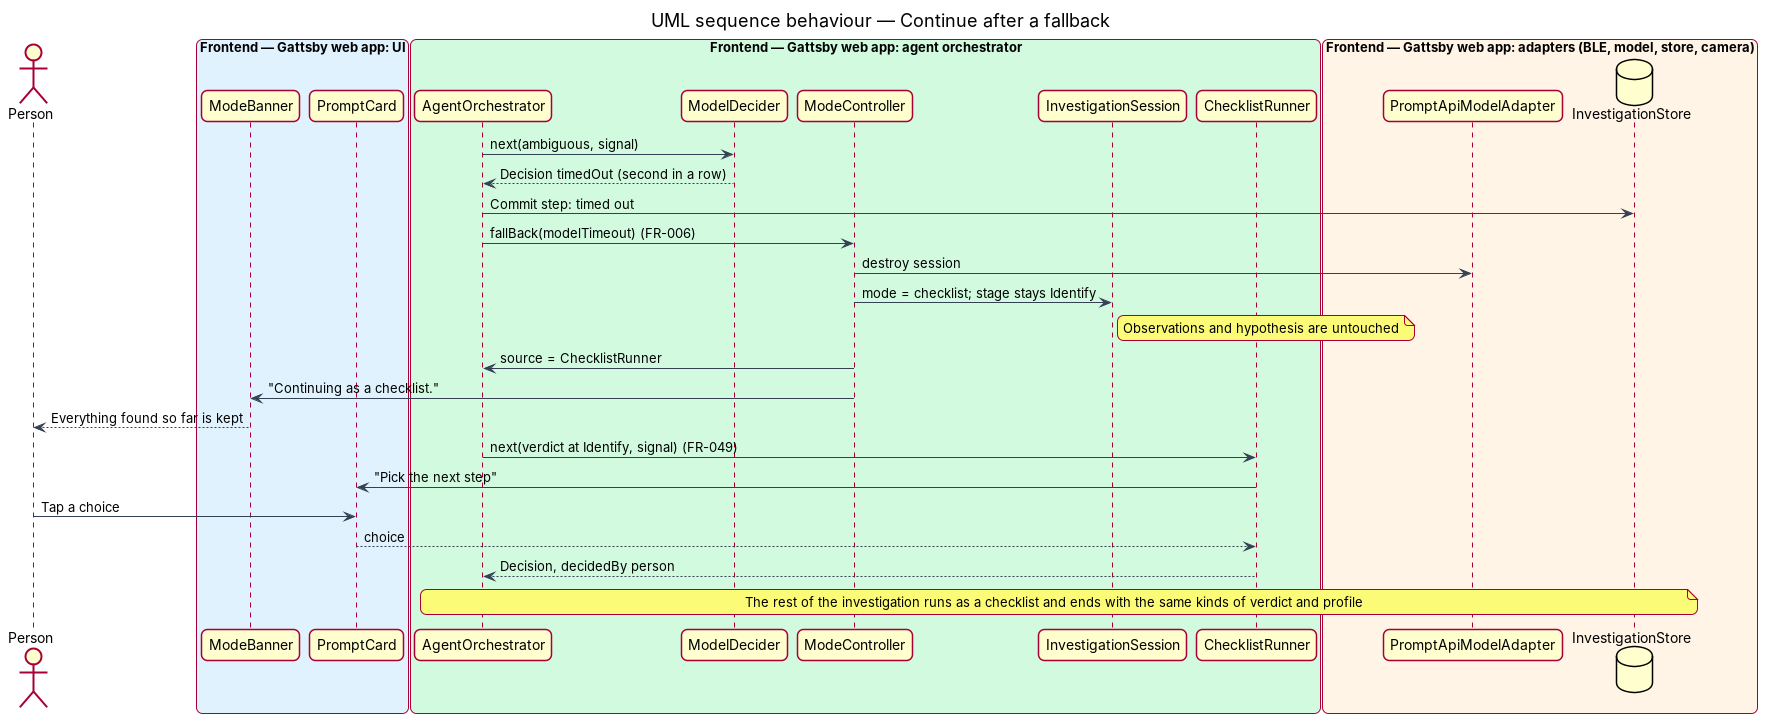 UML sequence behaviour — Continue after a fallback
Frontend — Gattsby web app: UI
Frontend — Gattsby web app: agent orchestrator
Frontend — Gattsby web app: adapters (BLE, model, store, camera)
Person
ModeBanner
PromptCard
AgentOrchestrator
ModelDecider
ModeController
InvestigationSession
ChecklistRunner
PromptApiModelAdapter
InvestigationStore
next(ambiguous, signal)
Decision timedOut (second in a row)
Commit step: timed out
fallBack(modelTimeout) (FR-006)
destroy session
mode = checklist; stage stays Identify
Observations and hypothesis are untouched
source = ChecklistRunner
"Continuing as a checklist."
Everything found so far is kept
next(verdict at Identify, signal) (FR-049)
"Pick the next step"
Tap a choice
choice
Decision, decidedBy person
The rest of the investigation runs as a checklist and ends with the same kinds of verdict and profile
Person
ModeBanner
PromptCard
AgentOrchestrator
ModelDecider
ModeController
InvestigationSession
ChecklistRunner
PromptApiModelAdapter
InvestigationStore